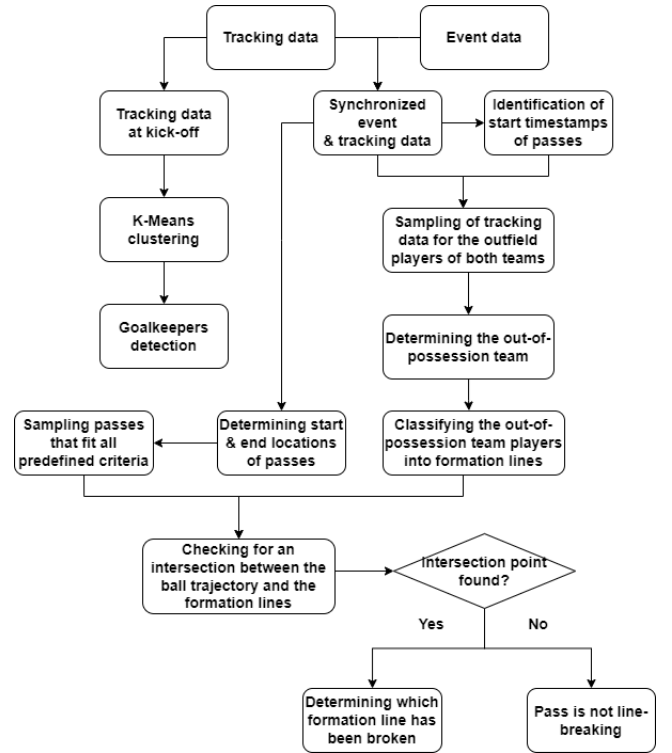 Tracking data
Event data
Tracking data
at kick-off
Synchronized
event
& tracking data
Identification of
start timestamps
of passes
K-Means
clustering
Sampling of tracking
data for the outfield
players of both teams
Goalkeepers
detection
Determining the out-of-
possession team
Sampling passes
that fit all
predefined criteria
Determining start
& end locations
of passes
Classifying the out-of-
possession team players
into formation lines
Checking for an
intersection between the
ball trajectory and the
formation lines
Intersection point
found?
Yes
No
Determining which
formation line has
been broken
Pass is not line-
breaking